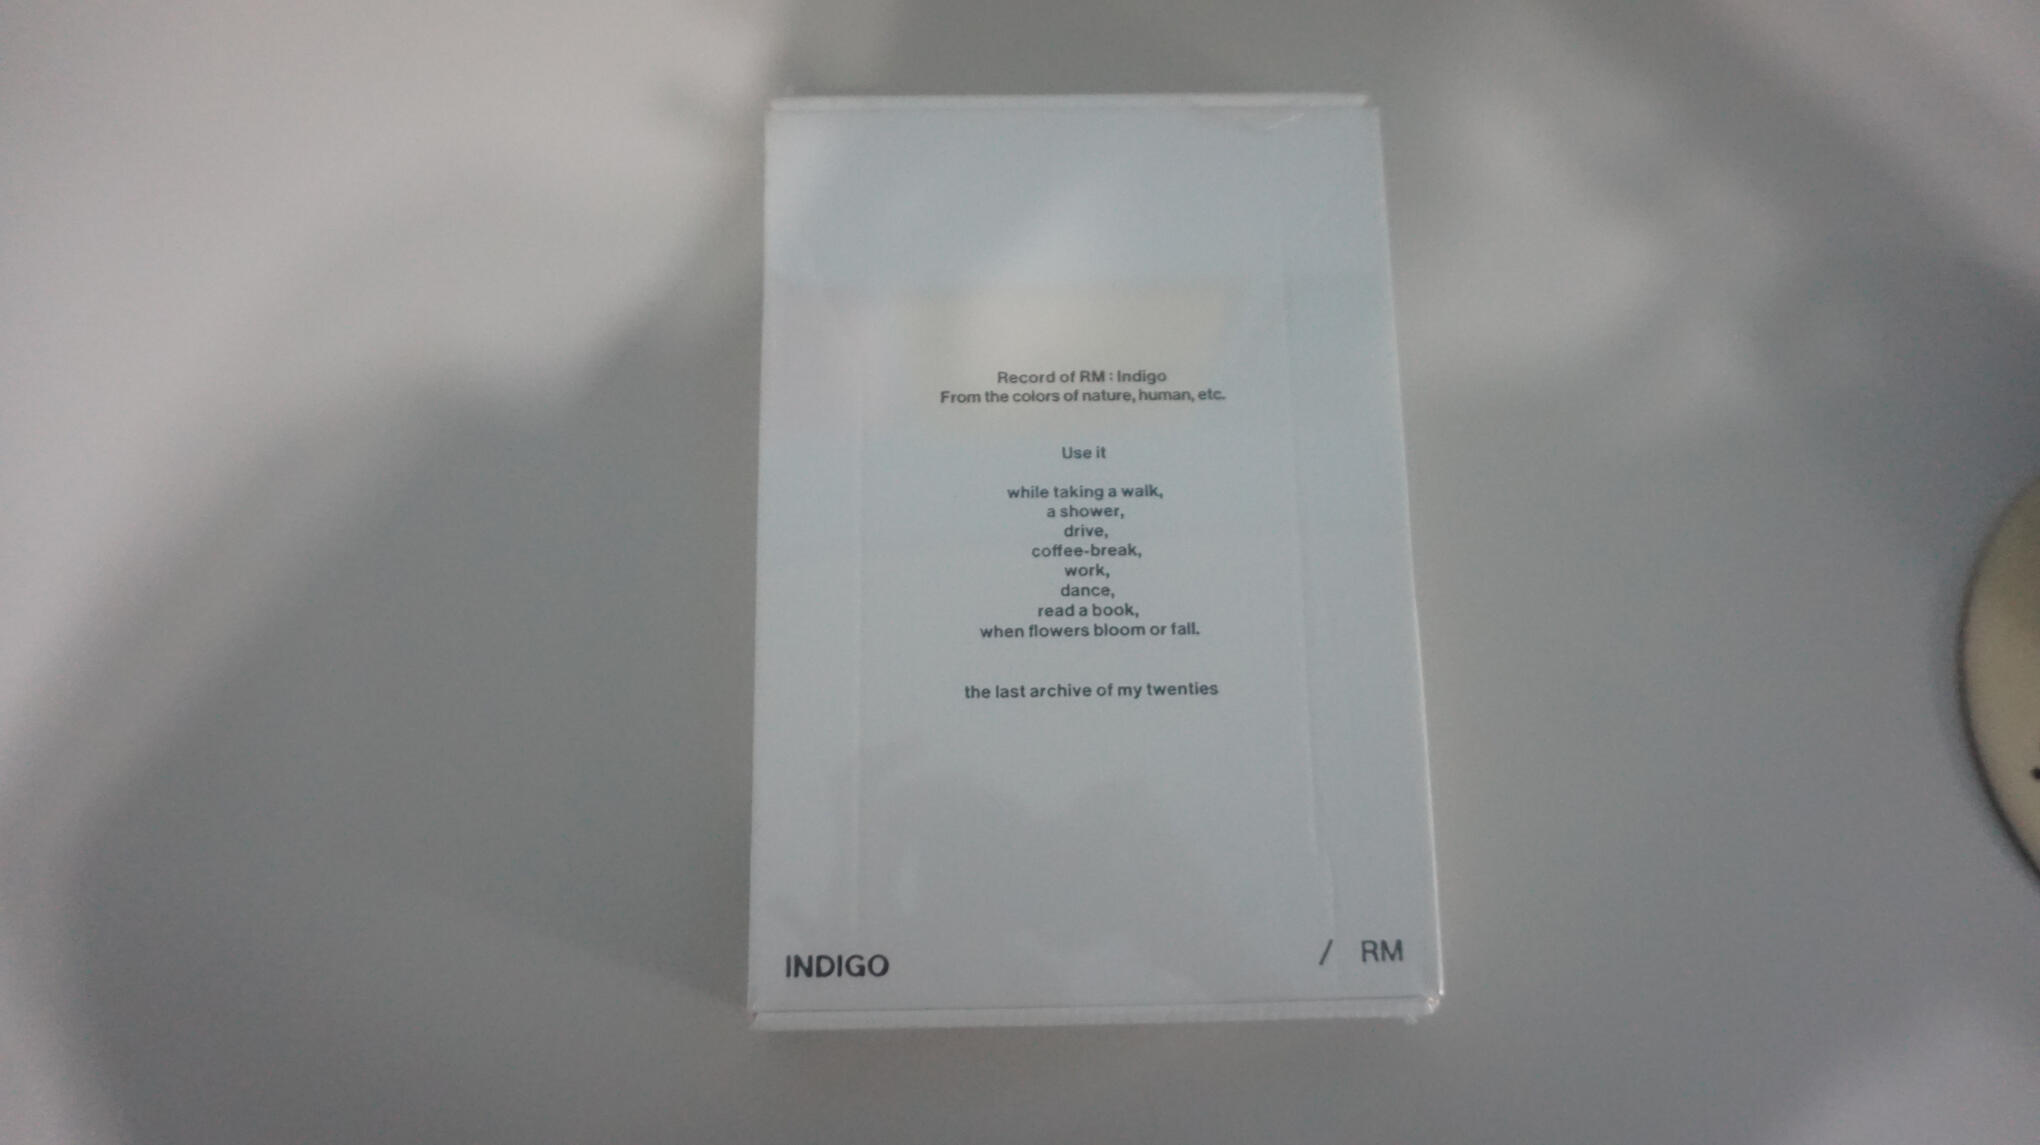 Record of RM : Indigo
From the colors of nature, human, etc.
Use it
while taking a walk,
a shower,
drive,
coffee-break,
work,
dance,
read a book,
when flowers bloom or fall.
the last archive of my twenties
INDIGO / RM